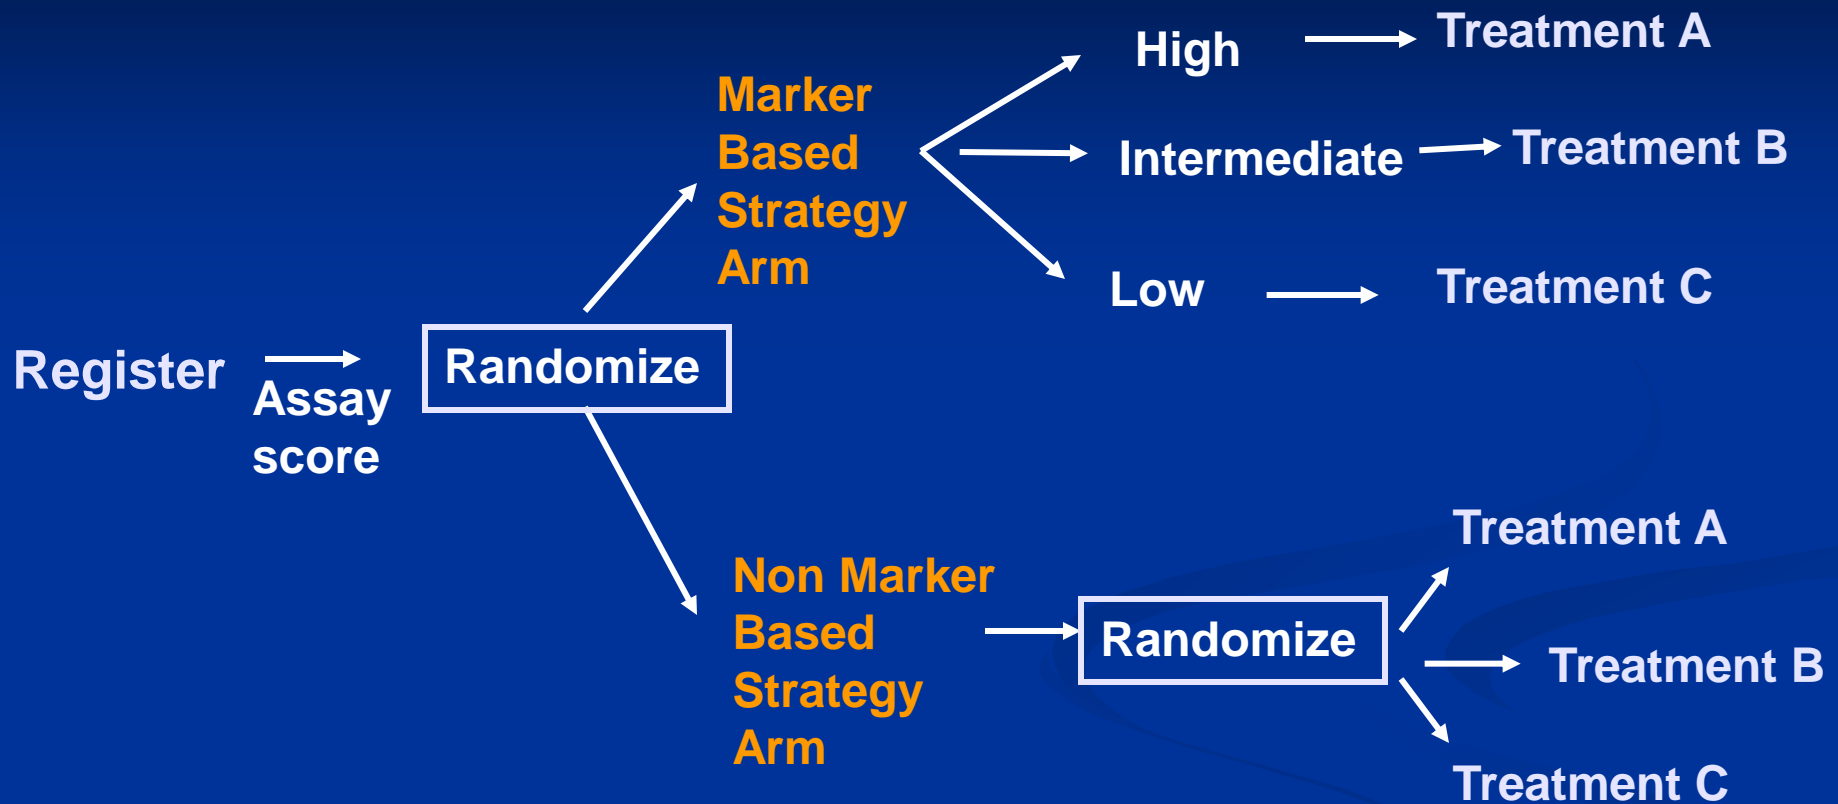 Register
Assay
score
Randomize
Marker
Based
Strategy
Arm
High
Treatment A
Intermediate
Treatment B
Low
Treatment C
Non Marker
Based
Strategy
Arm
Randomize
Treatment A
Treatment B
Treatment C